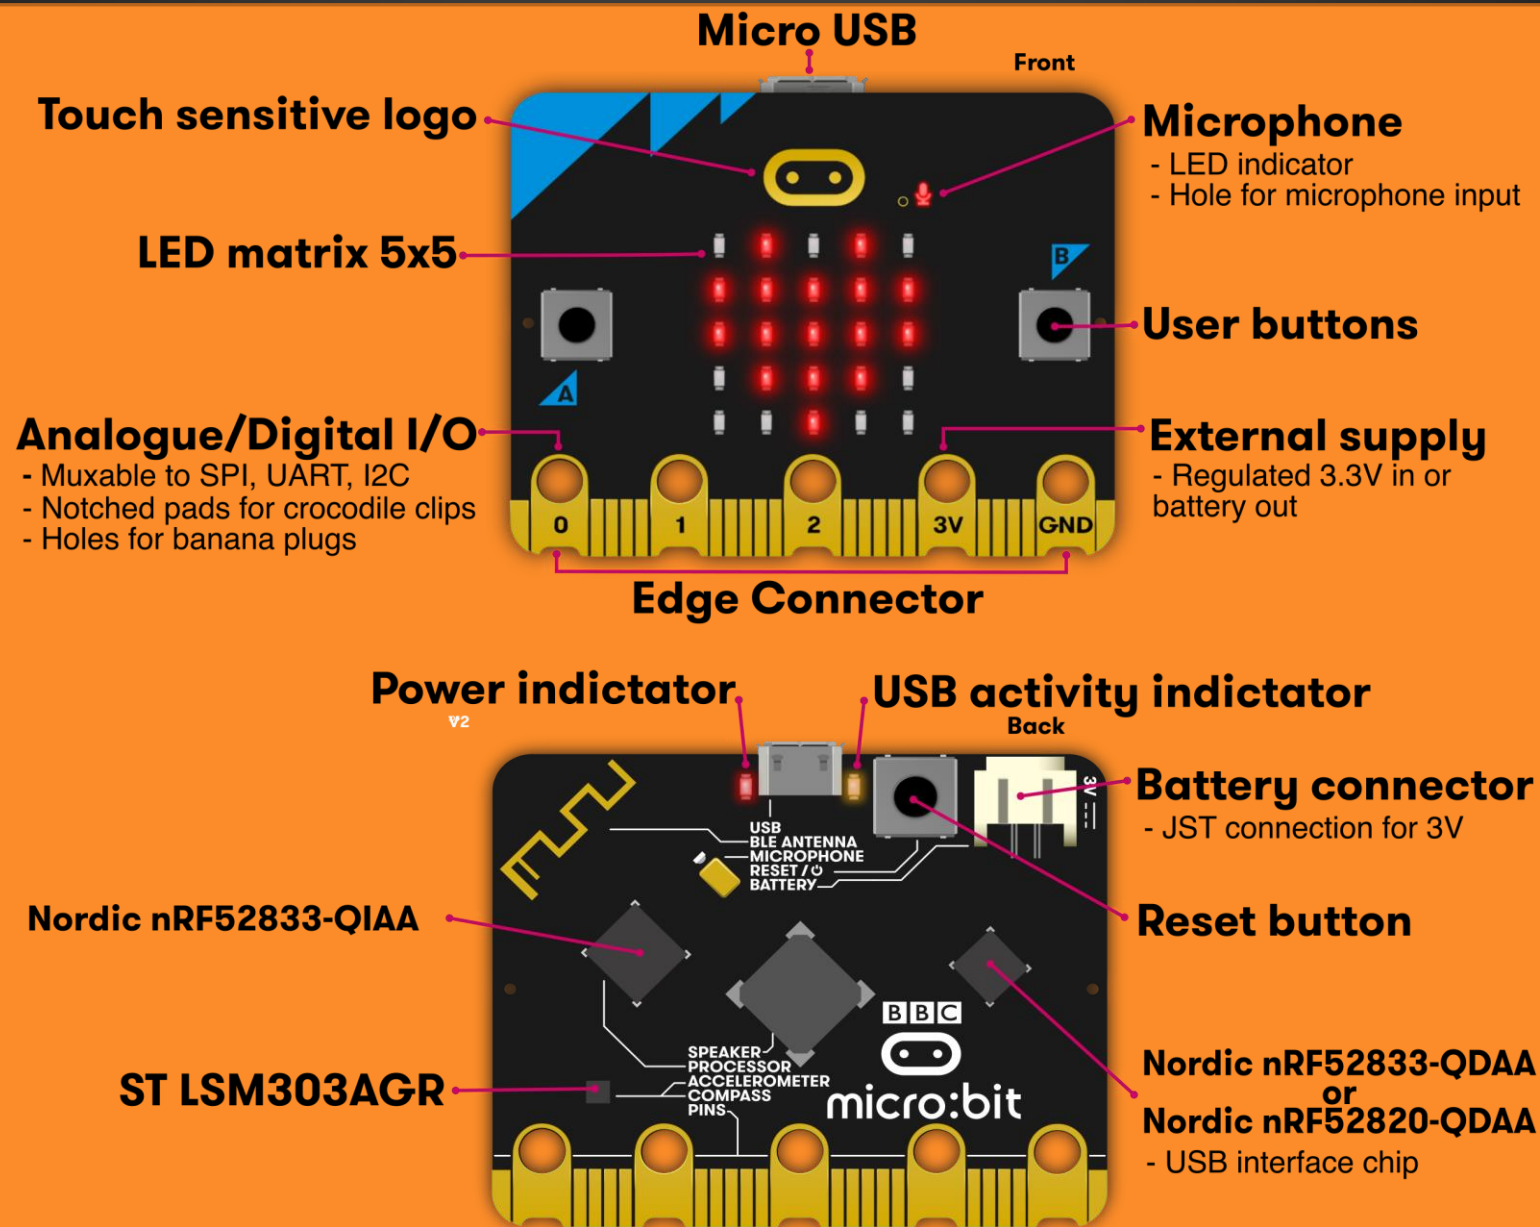 Micro USB
Front
Touch sensitive logo
Microphone
- LED indicator
- Hole for microphone input
LED matrix 5x5
B
User buttons
A
Analogue/Digital I/O
- Muxable to SPI, UART, I2C
- Notched pads for crocodile clips
- Holes for banana plugs
External supply
- Regulated 3.3V in or
battery out
0 1 2 3V GND
Edge Connector
Power indictator
USB activity indictator
V2
Back
Battery connector
- JST connection for 3V
3V
USB
BLE ANTENNA
MICROPHONE
RESET /
BATTERY
Nordic nRF52833-QIAA
Reset button
BBC
micro:bit
SPEAKER
PROCESSOR
ACCELEROMETER
COMPASS
PINS
ST LSM303AGR
Nordic nRF52833-QDAA
or
Nordic nRF52820-QDAA
- USB interface chip